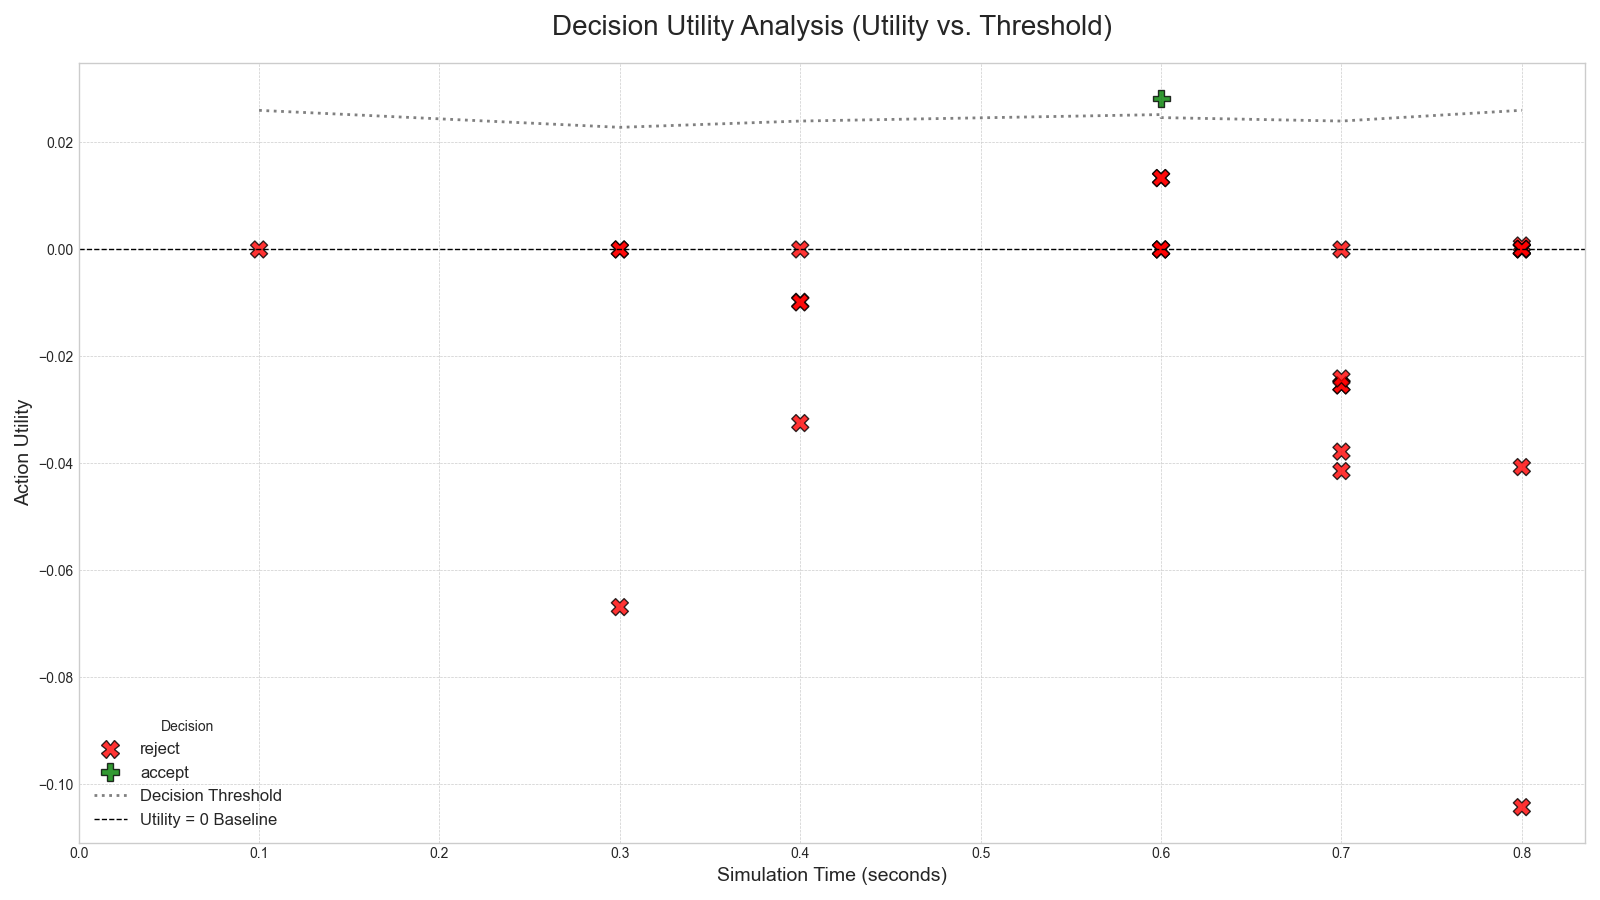 Decision Utility Analysis (Utility vs. Threshold)
Action Utility
0.02
0.00
−0.02
−0.04
−0.06
−0.08
−0.10
Decision
reject
accept
Decision Threshold
Utility = 0 Baseline
0.0 0.1 0.2 0.3 0.4 0.5 0.6 0.7 0.8
Simulation Time (seconds)